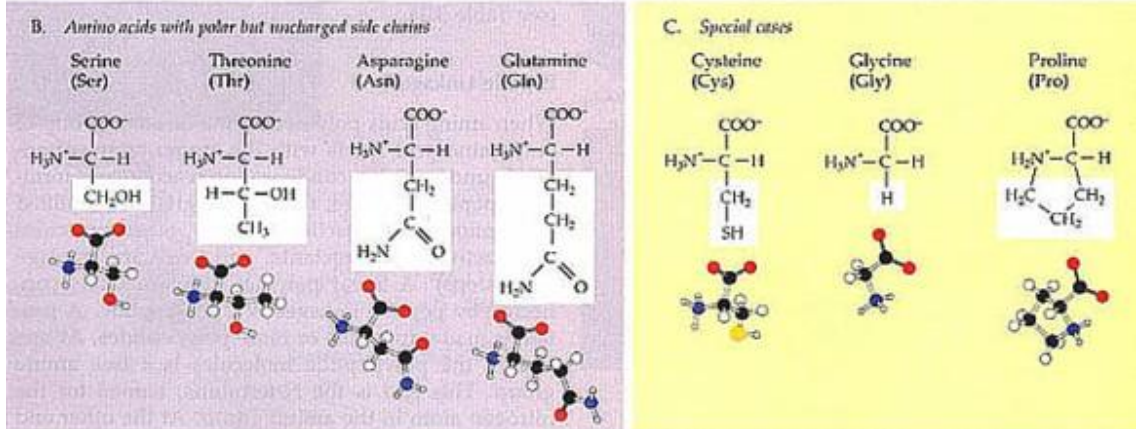 B. Amino acids with polar but uncharged side chains
Serine
(Ser)
Threonine
(Thr)
Asparagine
(Asn)
Glutamine
(Gln)
COO⁻
H₃N⁺—C—H
CH₂OH
COO⁻
H₃N⁺—C—H
H—C—OH
CH₃
COO⁻
H₃N⁺—C—H
CH₂
C
H₂N O
COO⁻
H₃N⁺—C—H
CH₂
CH₂
C
H₂N O
C. Special cases
Cysteine
(Cys)
Glycine
(Gly)
Proline
(Pro)
COO⁻
H₃N⁺—C—H
CH₂
SH
COO⁻
H₃N⁺—C—H
H
COO⁻
H₂N⁺—C—H
H₂C CH₂
CH₂